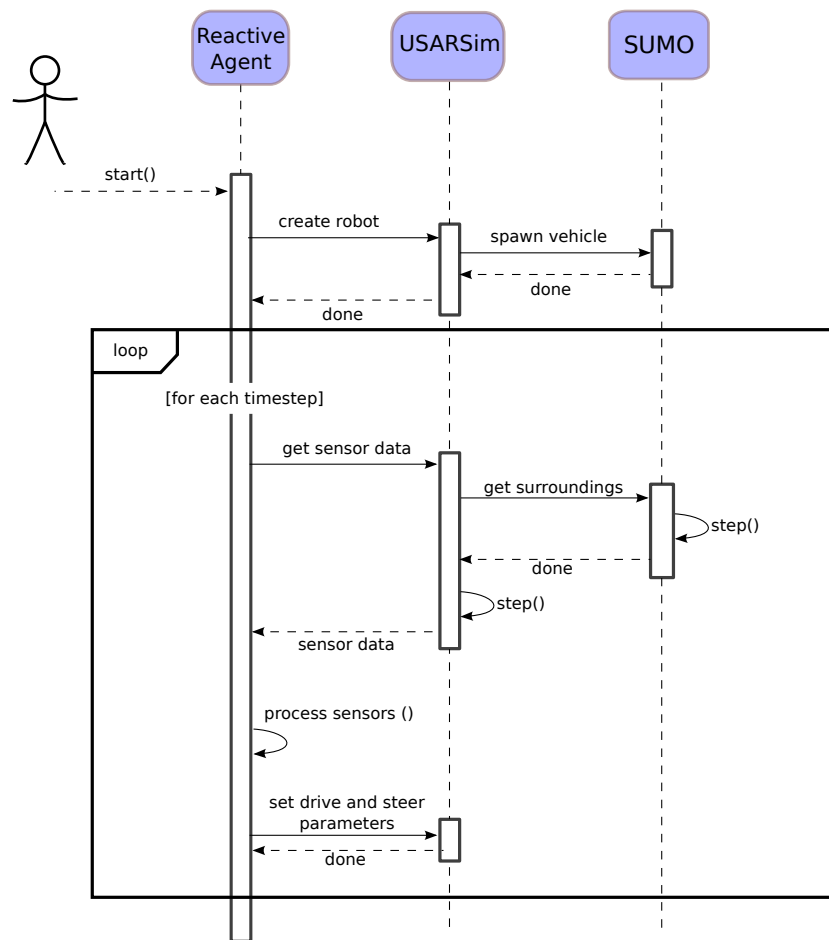 Reactive
Agent
USARSim
SUMO
start()
create robot
spawn vehicle
done
done
loop
[for each timestep]
get sensor data
get surroundings
step()
done
step()
sensor data
process sensors ()
set drive and steer
parameters
done